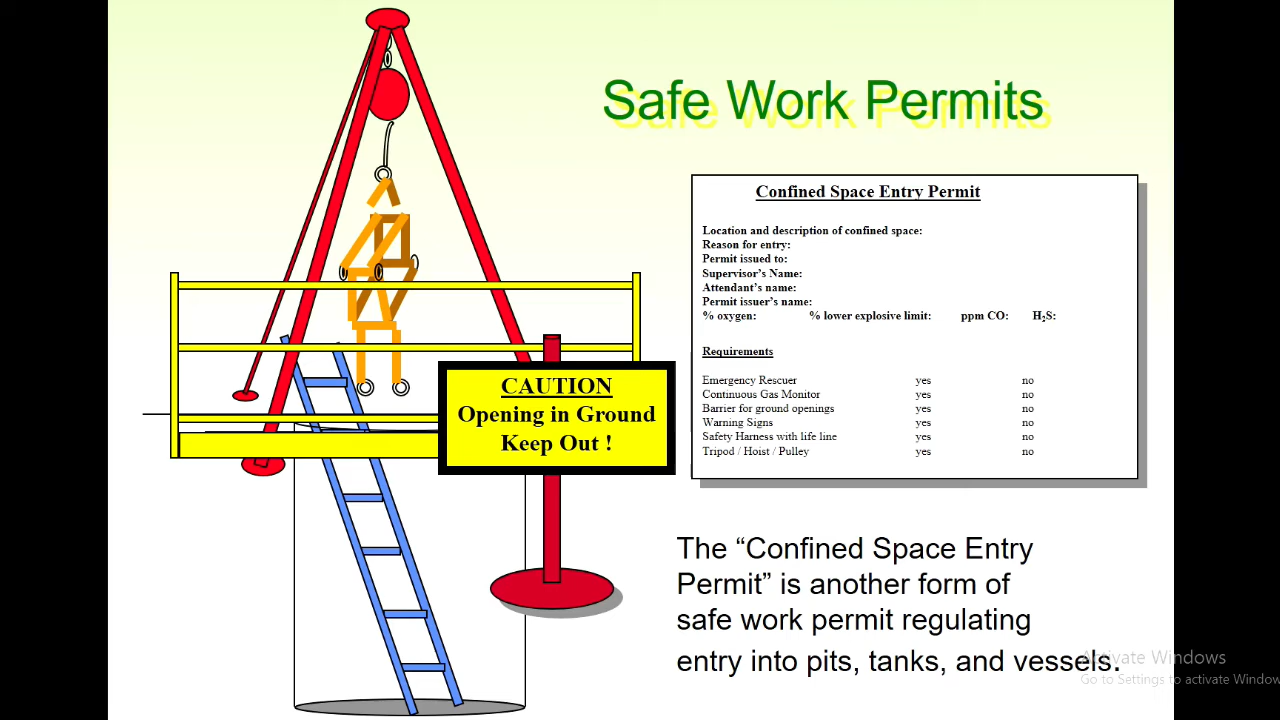 Safe Work Permits
Confined Space Entry Permit
Location and description of confined space:
Reason for entry:
Permit issued to:
Supervisor’s Name:
Attendant’s name:
Permit issuer’s name:
% oxygen: % lower explosive limit: ppm CO: H2S:
Requirements
Emergency Rescuer yes no
Continuous Gas Monitor yes no
Barrier for ground openings yes no
Warning Signs yes no
Safety Harness with life line yes no
Tripod / Hoist / Pulley yes no
CAUTION
Opening in Ground
Keep Out !
The “Confined Space Entry
Permit” is another form of
safe work permit regulating
entry into pits, tanks, and vessels.
Activate Windows
Go to Settings to activate Window